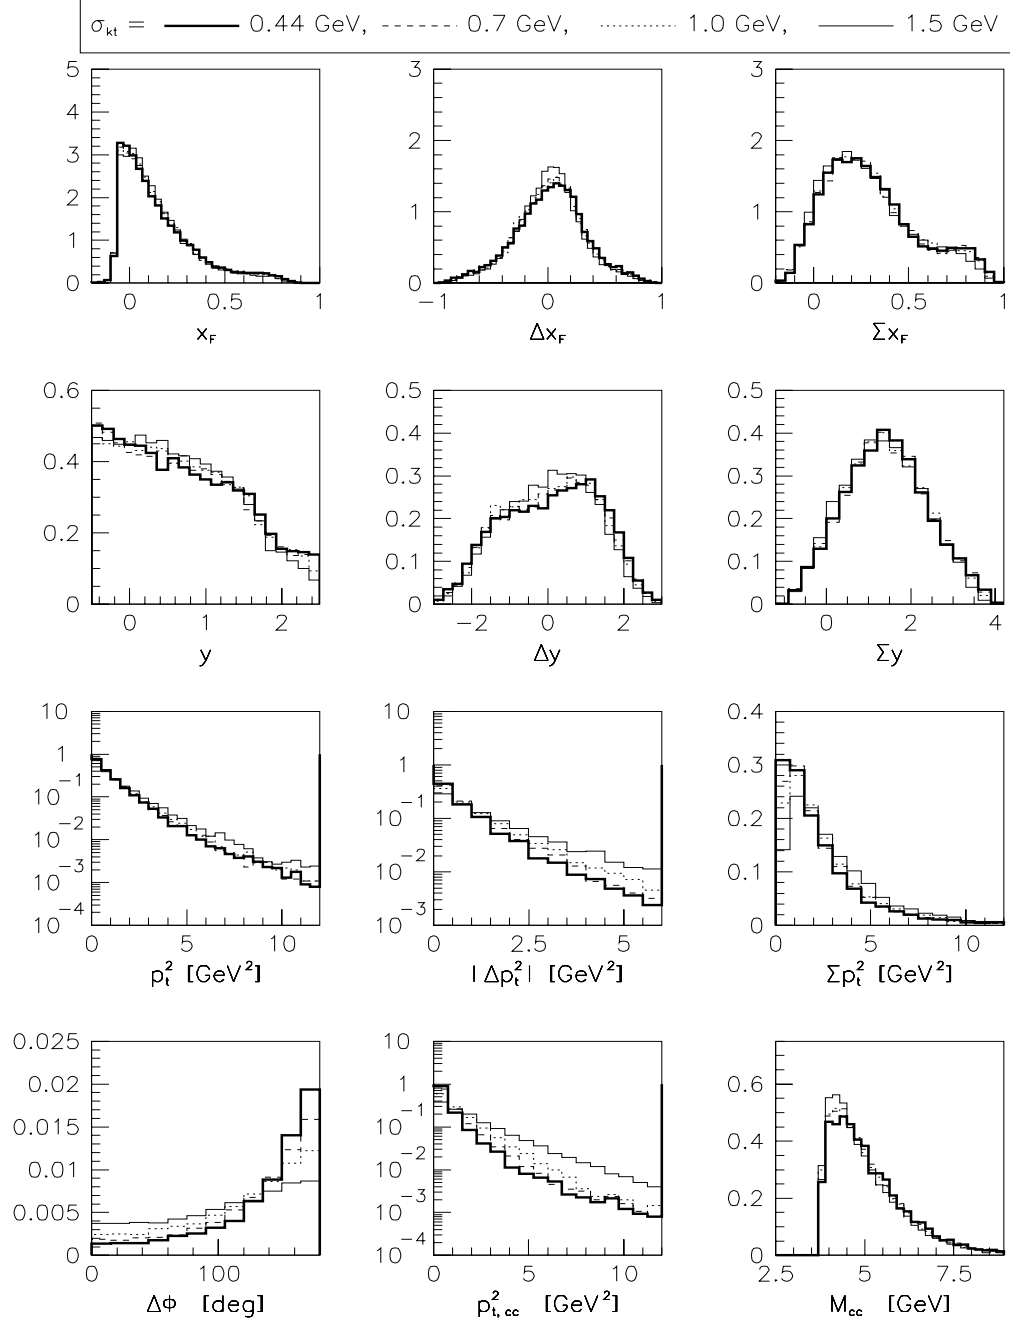 σkt = 0.44 GeV, 0.7 GeV, 1.0 GeV, 1.5 GeV
5 3 3
4
2 2
3
2
1 1
1
0 0 0
0 0.5 1 −1 0 1 0 0.5 1
xF ΔxF ΣxF
0.6 0.5 0.5
0.4 0.4
0.4
0.3 0.3
0.2 0.2
0.2
0.1 0.1
0 0 0
0 1 2 −2 0 2 0 2 4
y Δy Σy
10 10 0.4
1 1
0.3
10⁻¹
10⁻¹
10⁻² 0.2
10⁻²
10⁻³ 0.1
10⁻⁴ 10⁻³ 0
0 5 10 0 2.5 5 0 5 10
pt² [GeV²] |Δpt²| [GeV²] Σpt² [GeV²]
0.025 10
0.02 1 0.6
0.015 10⁻¹
0.4
0.01 10⁻²
0.2
0.005 10⁻³
0 10⁻⁴ 0
0 100 0 5 10 2.5 5 7.5
ΔΦ [deg] pt,cc² [GeV²] Mcc [GeV]